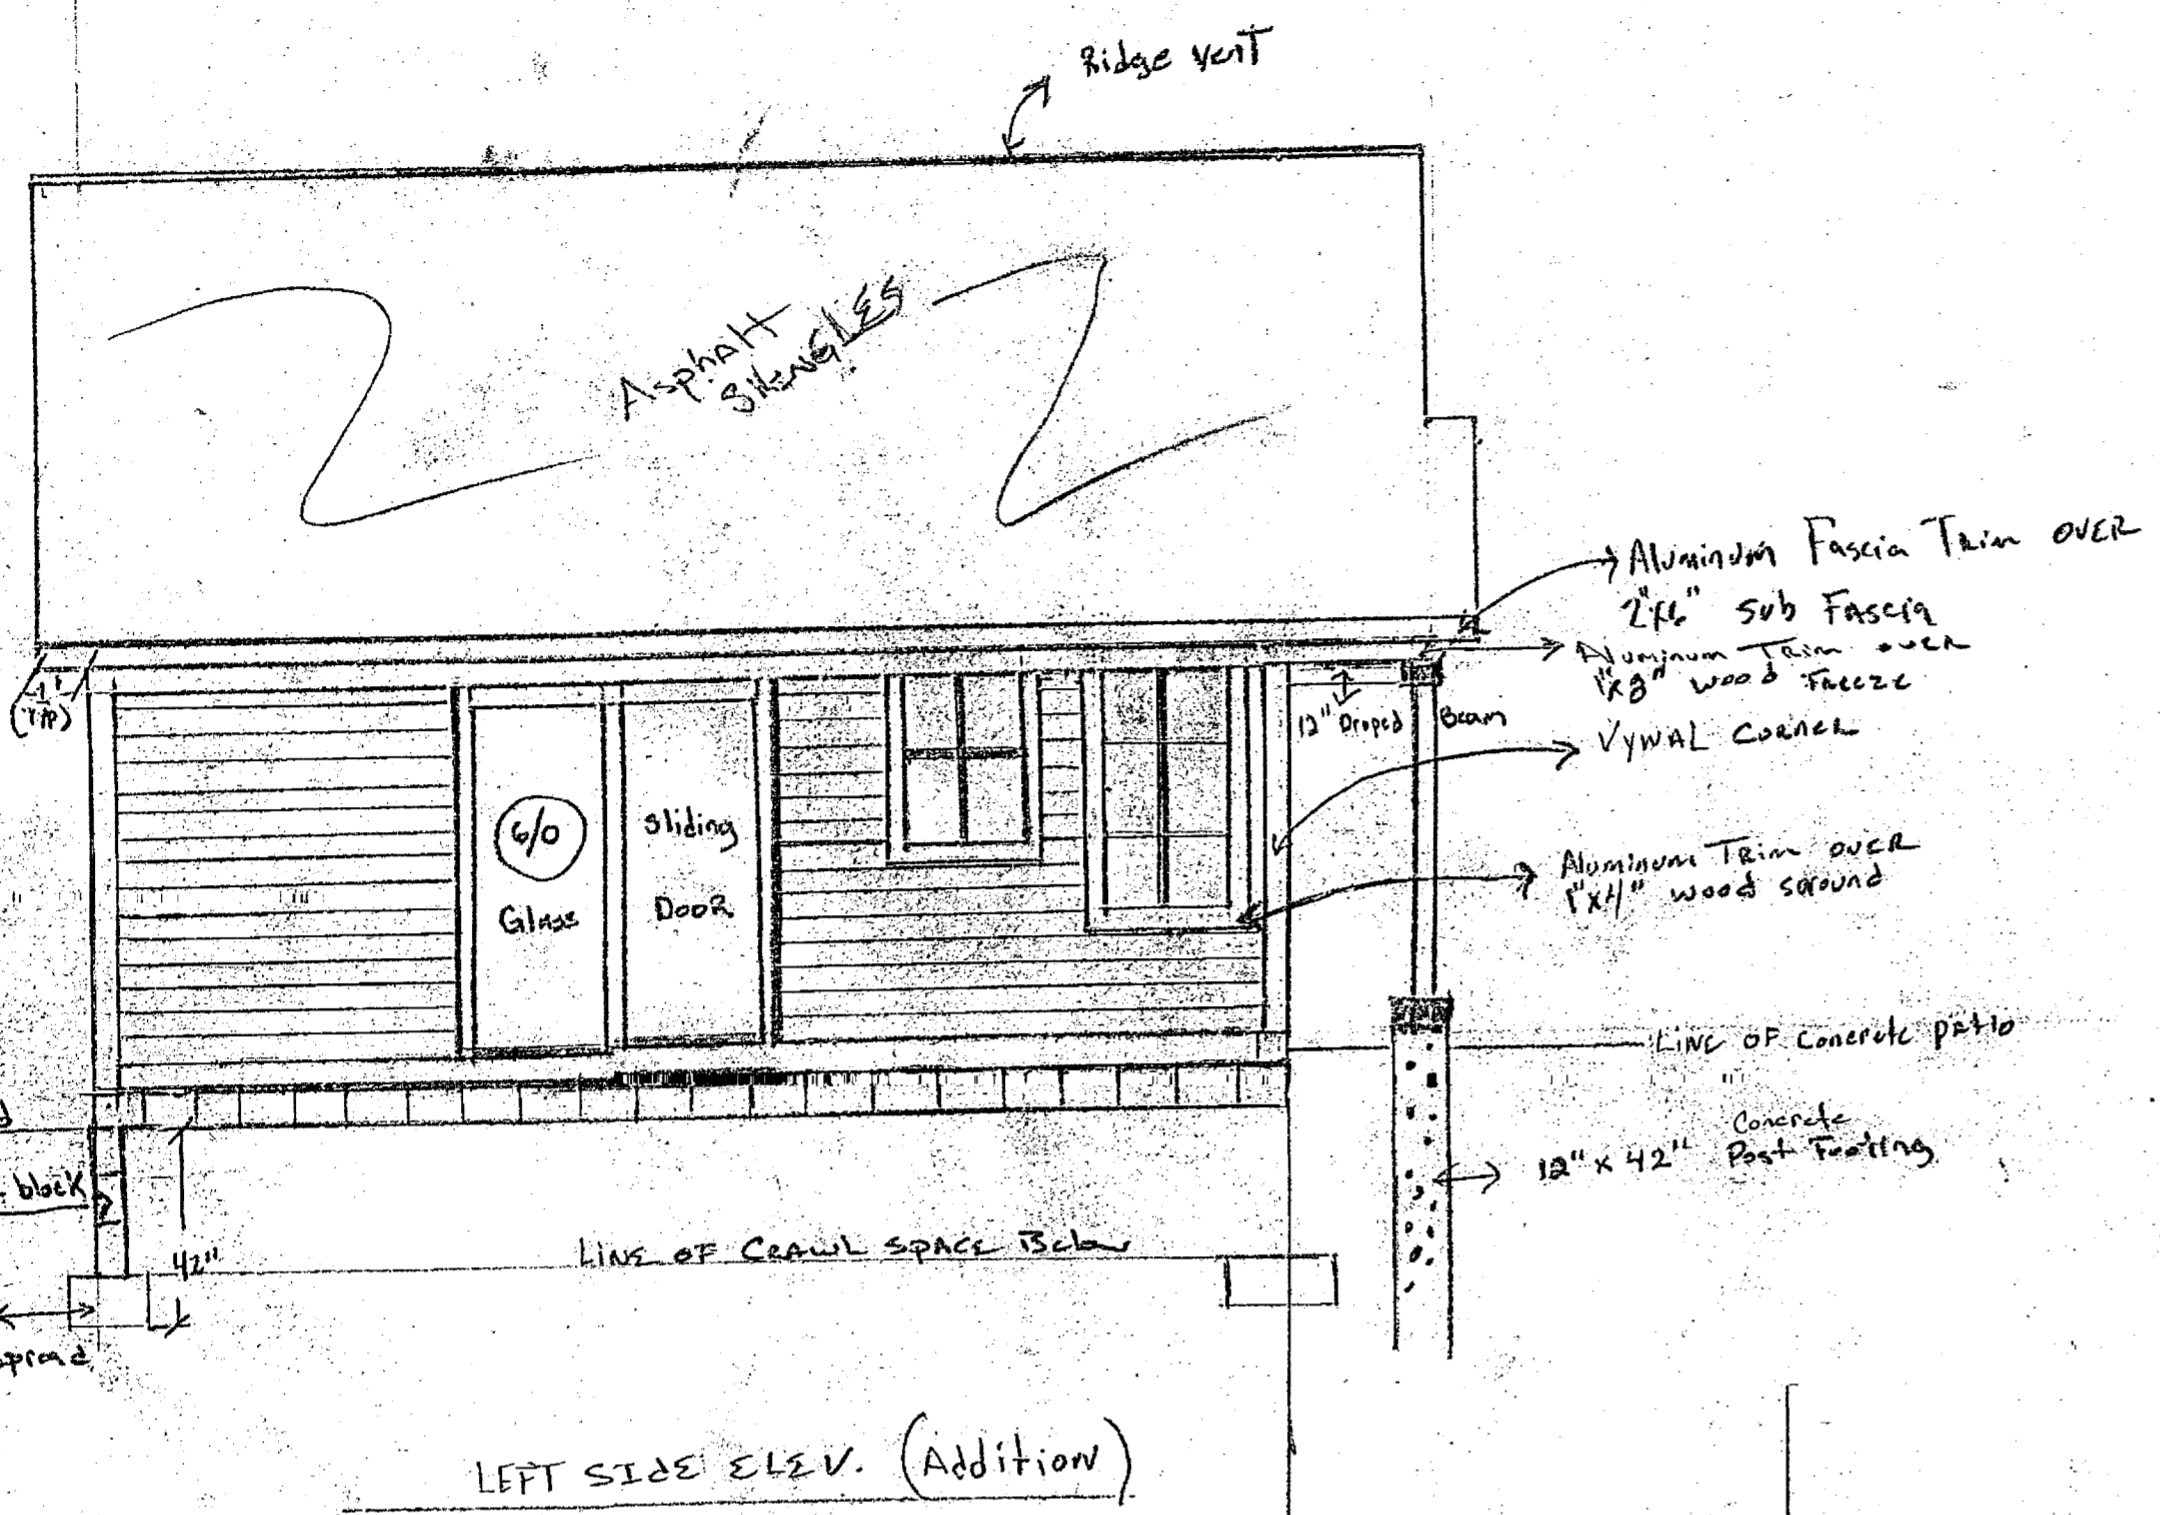 Ridge Vent
Asphalt
SHINGLES
Aluminum Fascia Trim OVER
2"x6" Sub Fascia
Aluminum Trim over
1"x8" wood Freeze
1'
(TYP)
12" Droped Beam
VYNAL CORNER
6/0
Sliding
Glass
DOOR
Aluminum Trim over
1"x4" wood soround
LINE OF Concrete patio
Concrete
12" x 42" Post Footing
block
42"
LINE OF CRAWL SPACE Below
spread
LEFT SIdE ELEV. (Addition)